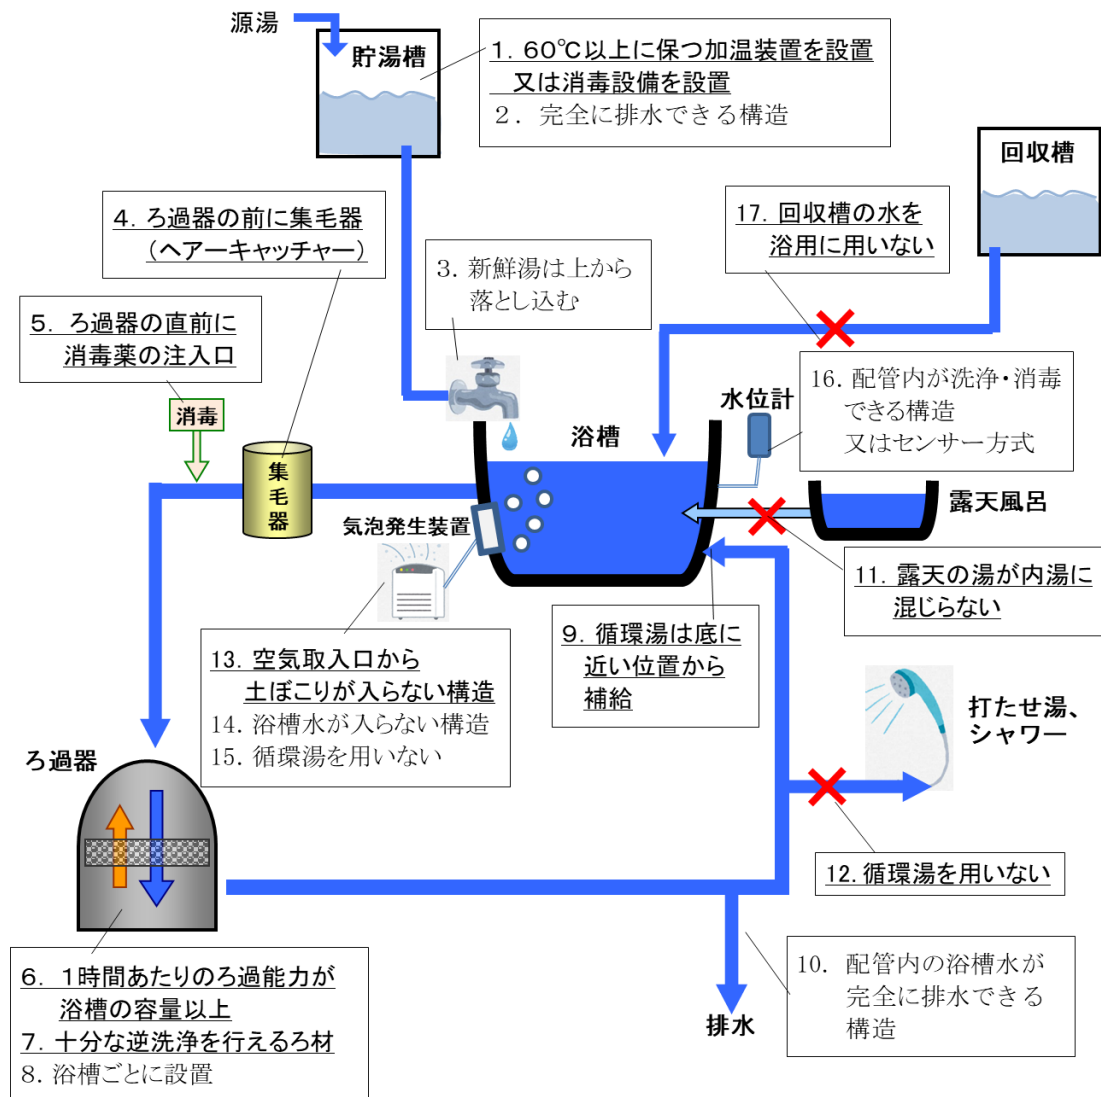 源湯
貯湯槽
1．60℃以上に保つ加温装置を設置
又は消毒設備を設置
2．完全に排水できる構造
回収槽
4．ろ過器の前に集毛器
（ヘアーキャッチャー）
17．回収槽の水を
浴用に用いない
3．新鮮湯は上から
落とし込む
5．ろ過器の直前に
消毒薬の注入口
消毒
集毛器
浴槽
水位計
16．配管内が洗浄・消毒
できる構造
又はセンサー方式
露天風呂
気泡発生装置
11．露天の湯が内湯に
混じらない
13．空気取入口から
土ぼこりが入らない構造
14．浴槽水が入らない構造
15．循環湯を用いない
9．循環湯は底に
近い位置から
補給
打たせ湯、
シャワー
ろ過器
12．循環湯を用いない
6．1時間あたりのろ過能力が
浴槽の容量以上
7．十分な逆洗浄を行えるろ材
8．浴槽ごとに設置
10．配管内の浴槽水が
完全に排水できる
構造
排水